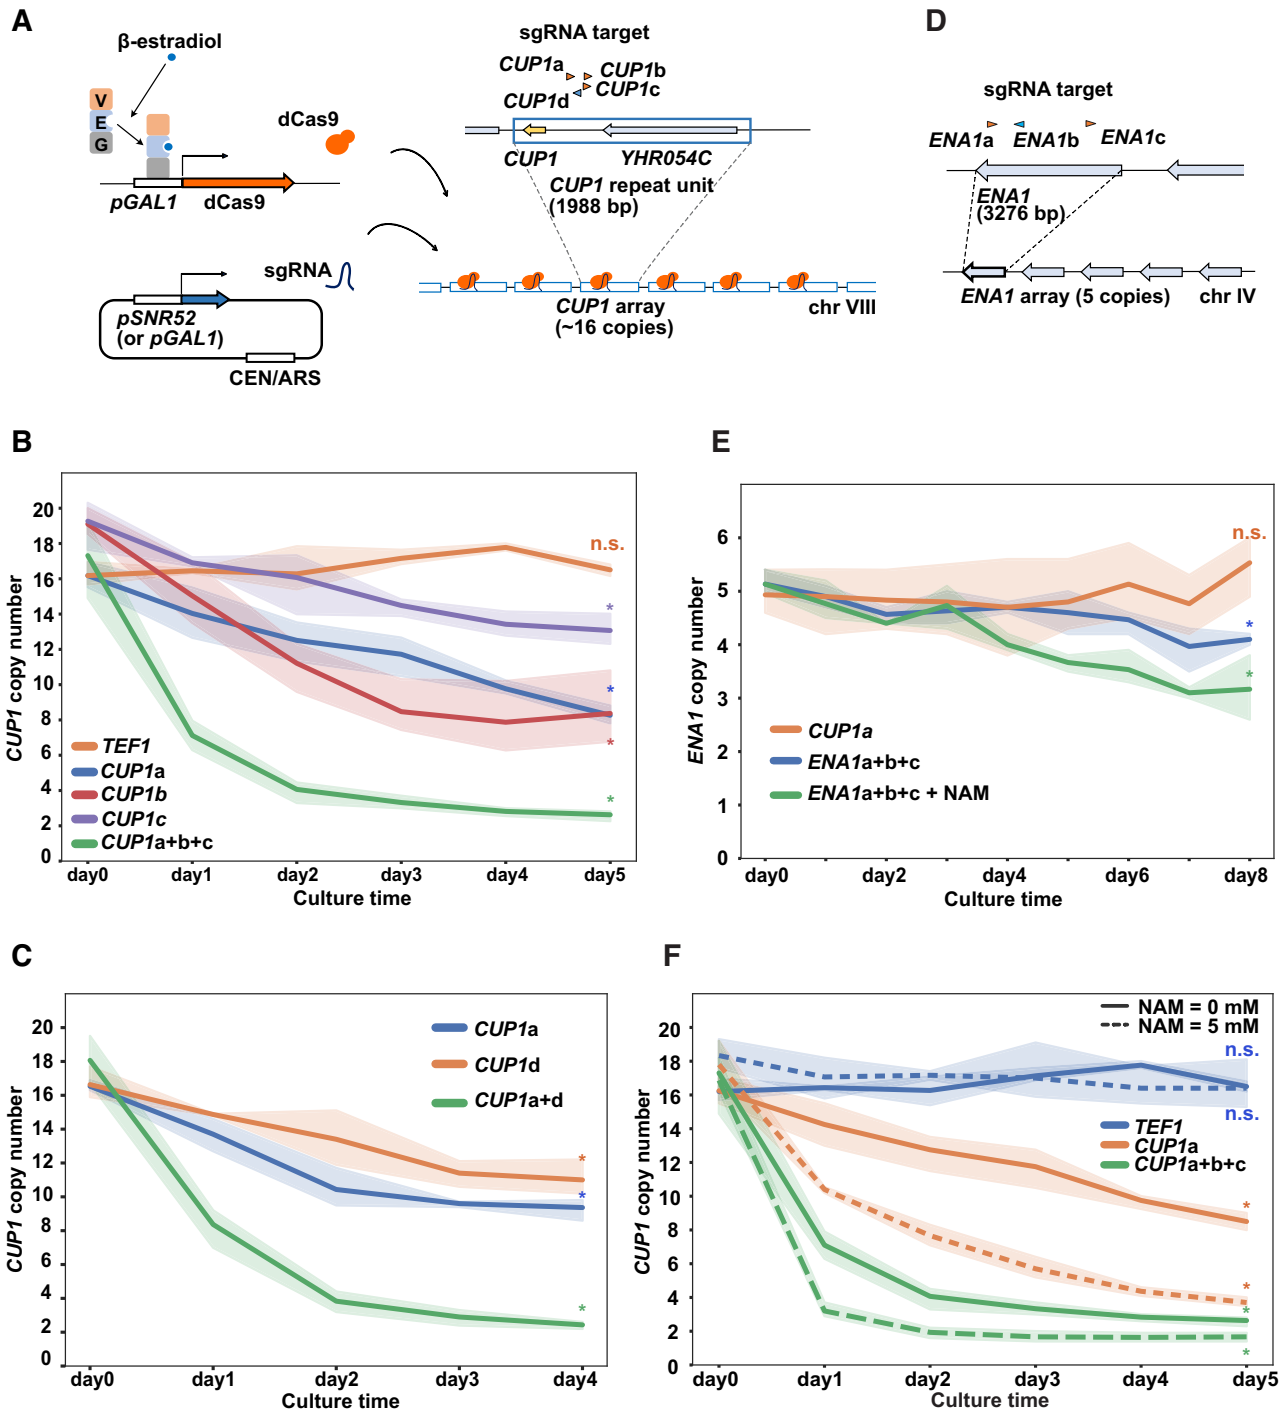 A
β-estradiol
V
E
G
dCas9
pGAL1
dCas9
sgRNA
pSNR52
(or pGAL1)
CEN/ARS
sgRNA target
CUP1a
CUP1b
CUP1c
CUP1d
CUP1
YHR054C
CUP1 repeat unit
(1988 bp)
CUP1 array
(~16 copies)
chr VIII
D
sgRNA target
ENA1a
ENA1b
ENA1c
ENA1
(3276 bp)
ENA1 array (5 copies)
chr IV
B
CUP1 copy number
20
18
16
14
12
10
8
6
4
2
0
n.s.
*
*
*
*
TEF1
CUP1a
CUP1b
CUP1c
CUP1a+b+c
day0
day1
day2
day3
day4
day5
Culture time
E
ENA1 copy number
6
5
4
3
2
1
0
n.s.
*
*
CUP1a
ENA1a+b+c
ENA1a+b+c + NAM
day0
day2
day4
day6
day8
Culture time
C
CUP1 copy number
20
18
16
14
12
10
8
6
4
2
0
CUP1a
CUP1d
CUP1a+d
*
*
*
day0
day1
day2
day3
day4
Culture time
F
CUP1 copy number
20
18
16
14
12
10
8
6
4
2
0
NAM = 0 mM
NAM = 5 mM
n.s.
n.s.
TEF1
CUP1a
CUP1a+b+c
*
*
*
*
day0
day1
day2
day3
day4
day5
Culture time